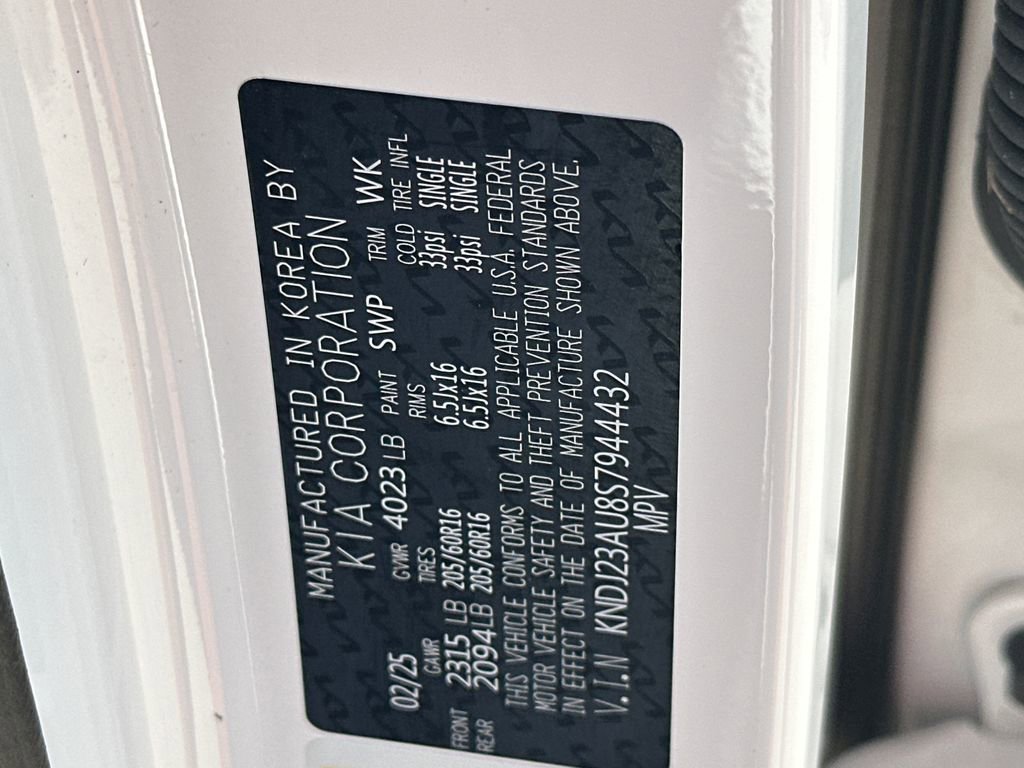 MANUFACTURED IN KOREA BY
KIA CORPORATION
02/25 GVWR 4023 LB PAINT SWP TRIM WK
GAWR TIRES RMS COLD TIRE INFL
FRONT 2315 LB 205/60R16 6.5Jx16 33psi SINGLE
REAR 2094LB 205/60R16 6.5Jx16 33psi SINGLE
THIS VEHICLE CONFORMS TO ALL APPLICABLE U.S.A. FEDERAL
MOTOR VEHICLE SAFETY AND THEFT PREVENTION STANDARDS
IN EFFECT ON THE DATE OF MANUFACTURE SHOWN ABOVE.
V.I.N KNDJ23AU8S7944432
MPV